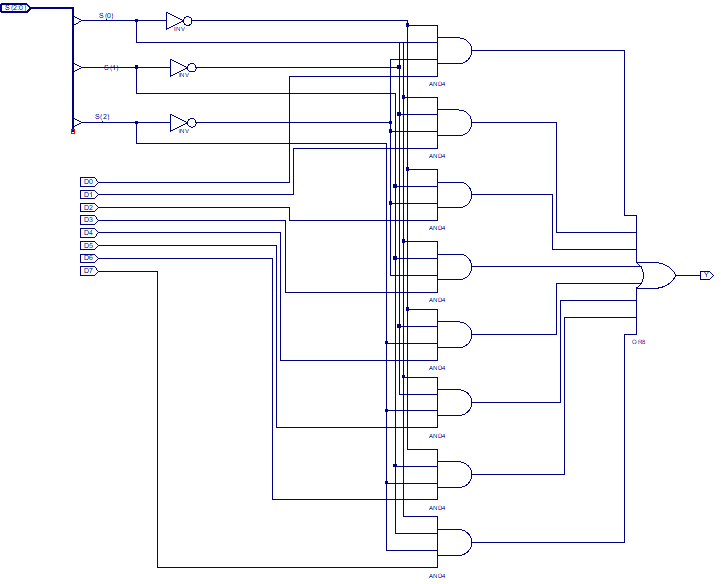 S(2:0)
S(0)
INV
S(1)
INV
S(2)
INV
D0
D1
D2
D3
D4
D5
D6
D7
AND4
AND4
AND4
AND4
AND4
AND4
AND4
AND4
OR8
Y